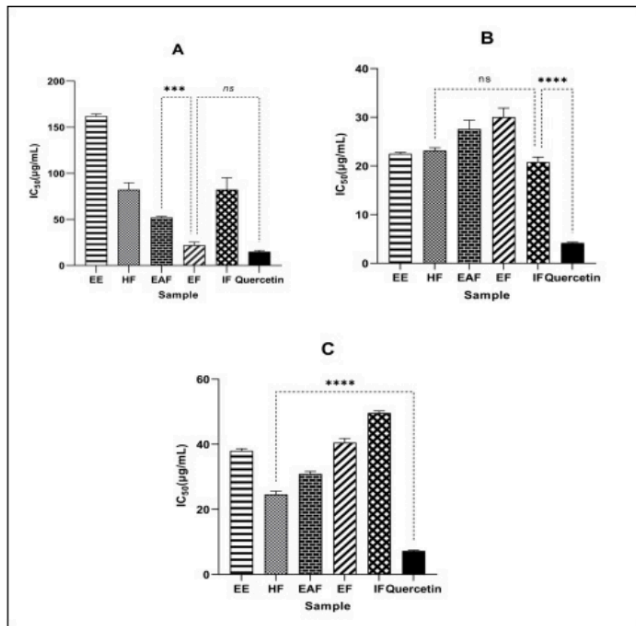 A
IC50(µg/mL)
200
150
100
50
0
***
ns
EE HF EAF EF IF Quercetin
Sample
B
IC50(µg/mL)
40
30
20
10
0
ns
****
EE HF EAF EF IF Quercetin
Sample
C
IC50(µg/mL)
60
40
20
0
****
EE HF EAF EF IF Quercetin
Sample